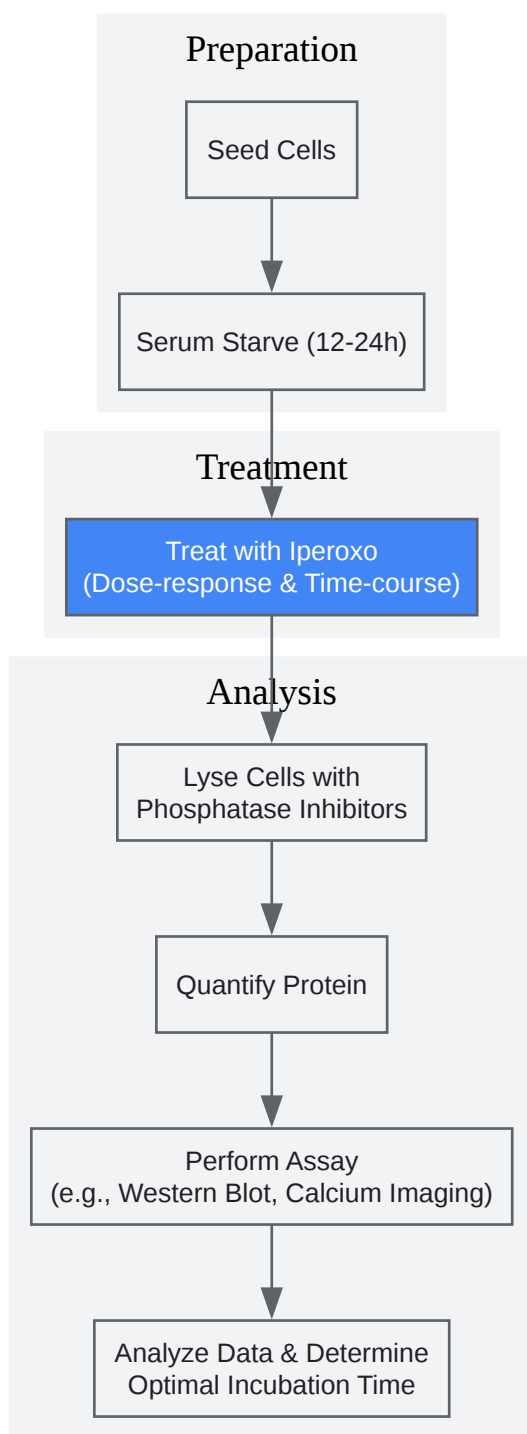 Preparation
Seed Cells
Serum Starve (12-24h)
Treatment
Treat with Iperoxo
(Dose-response & Time-course)
Analysis
Lyse Cells with
Phosphatase Inhibitors
Quantify Protein
Perform Assay
(e.g., Western Blot, Calcium Imaging)
Analyze Data & Determine
Optimal Incubation Time